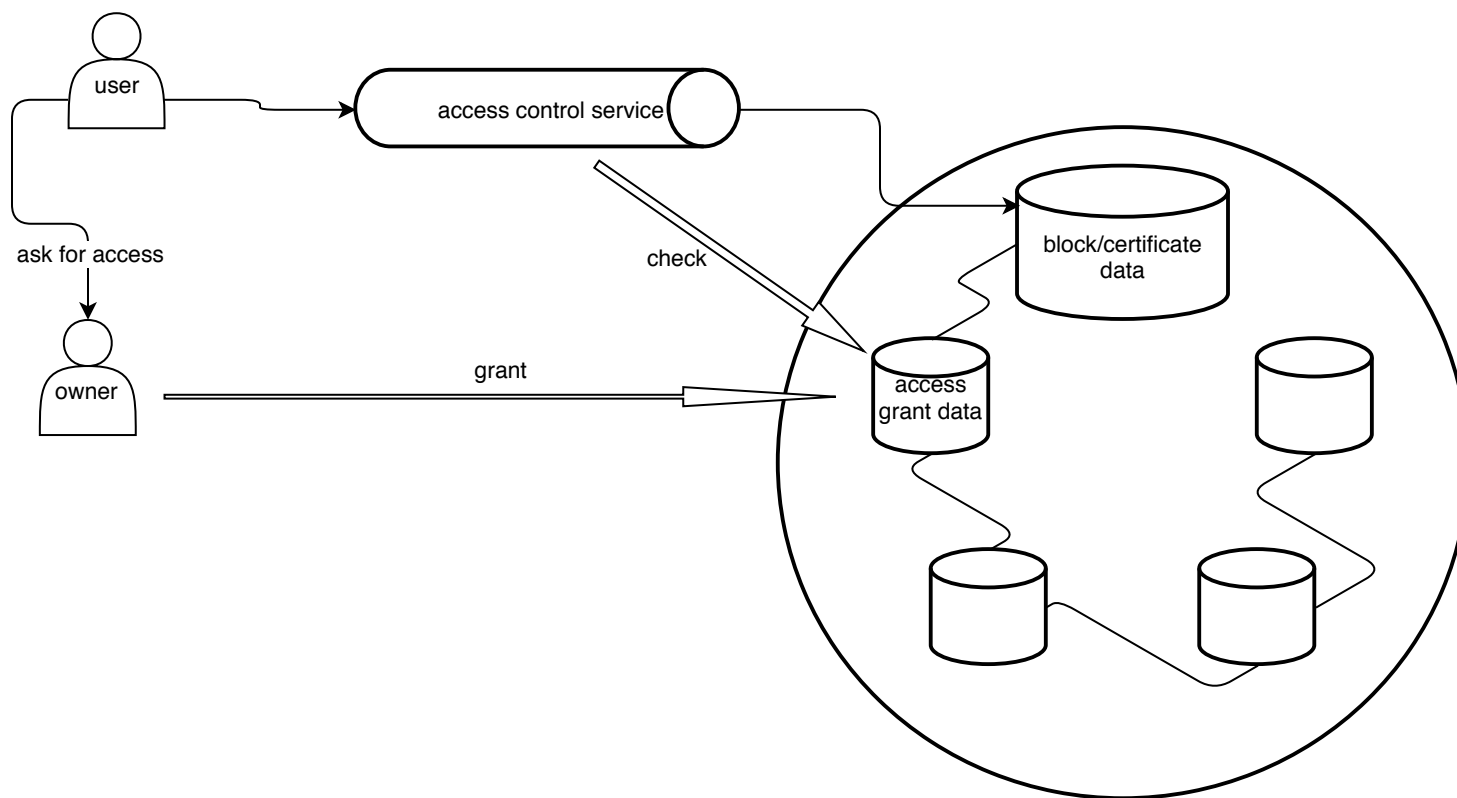 user
access control service
ask for access
check
block/certificate
data
owner
grant
access
grant data